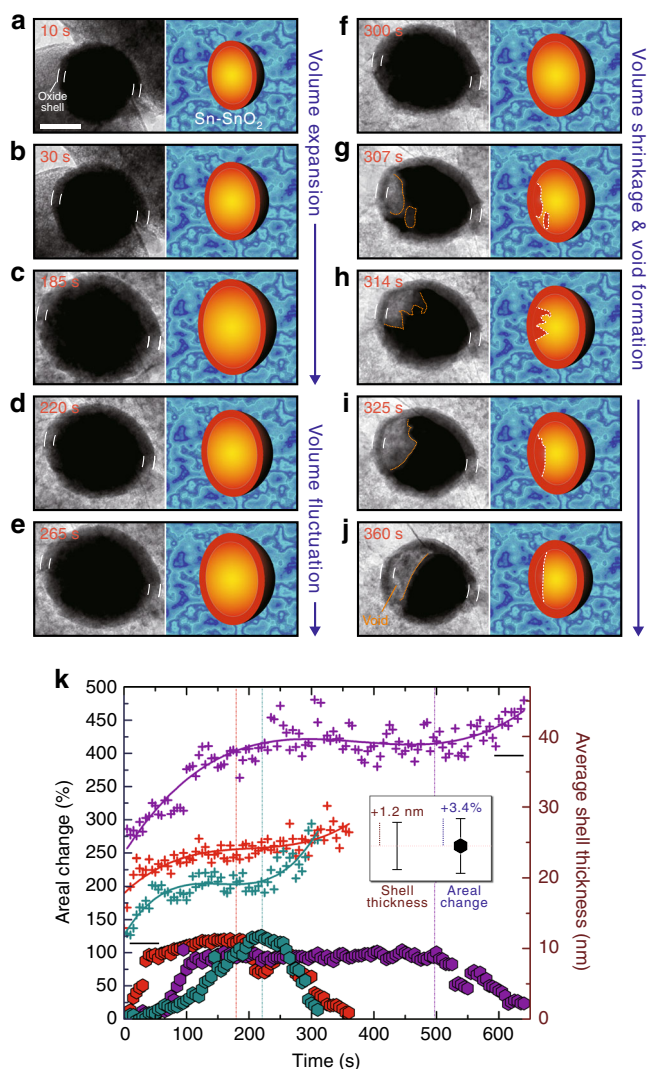 a
10 s
Oxide
shell
Sn-SnO2
b
30 s
c
185 s
Volume expansion
d
220 s
e
265 s
Volume fluctuation
f
300 s
g
307 s
h
314 s
i
325 s
j
360 s
Void
Volume shrinkage & void formation
k
500
450
400
350
300
250
200
150
100
50
0
Areal change (%)
0
100
200
300
400
500
600
Time (s)
40
30
20
10
0
Average shell thickness (nm)
+1.2 nm
+3.4%
Shell
thickness
Areal
change